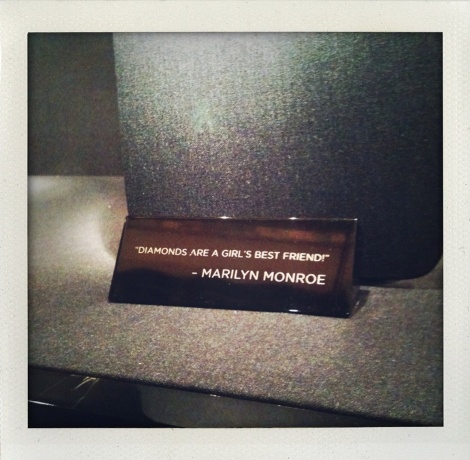 "DIAMONDS ARE A GIRL'S BEST FRIEND!"
- MARILYN MONROE